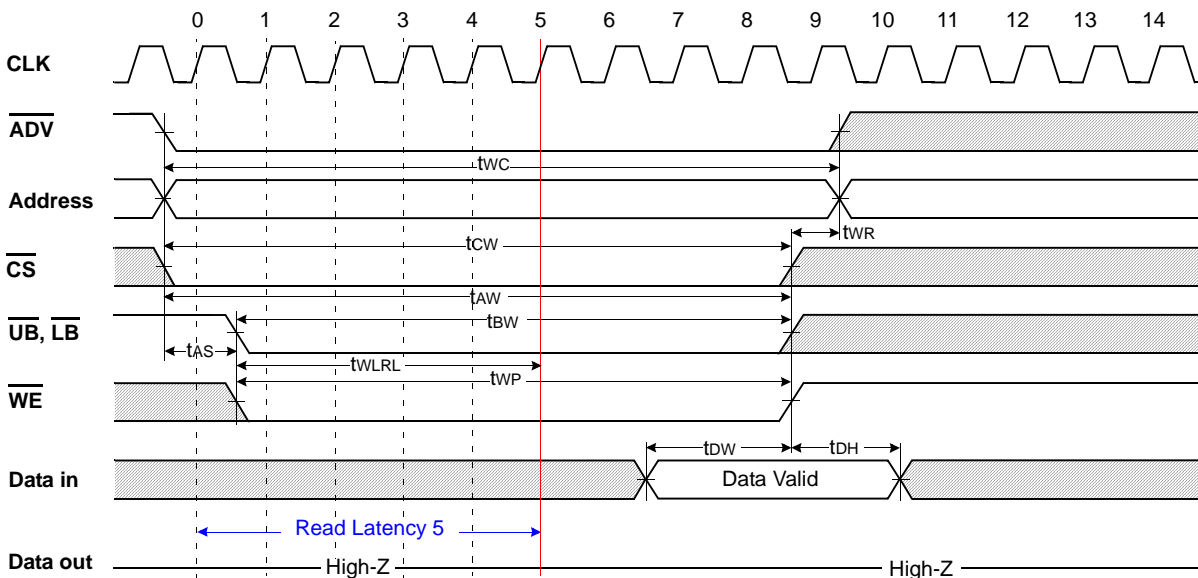 0 1 2 3 4 5 6 7 8 9 10 11 12 13 14
CLK
ADV
tWC
Address
tWR
tCW
CS
tAW
tBW
UB, LB
tAS
tWLRL
tWP
WE
tDW tDH
Data in Data Valid
Read Latency 5
Data out High-Z High-Z